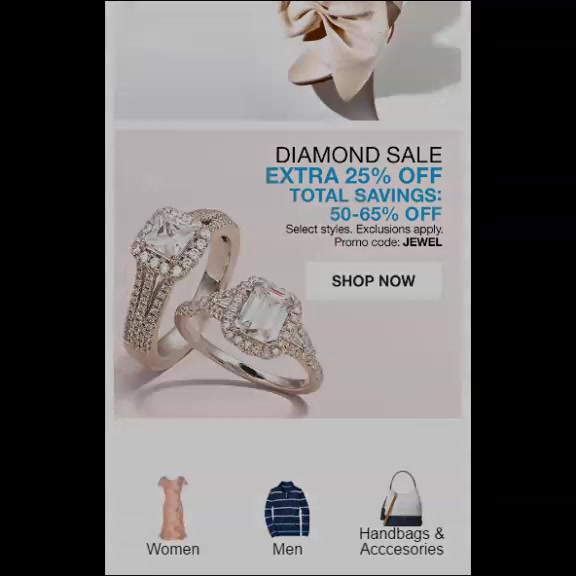 DIAMOND SALE
EXTRA 25% OFF
TOTAL SAVINGS:
50-65% OFF
Select styles. Exclusions apply.
Promo code: JEWEL
SHOP NOW
Women
Men
Handbags &
Acccesories